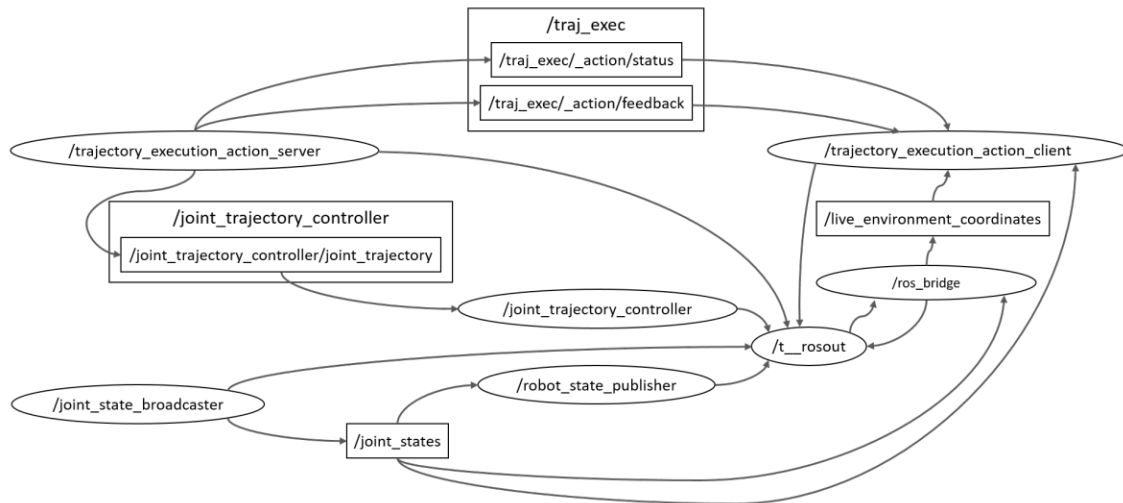 /traj_exec
/traj_exec/_action/status
/traj_exec/_action/feedback
/trajectory_execution_action_server
/trajectory_execution_action_client
/joint_trajectory_controller
/joint_trajectory_controller/joint_trajectory
/live_environment_coordinates
/ros_bridge
/joint_trajectory_controller
/t__rosout
/robot_state_publisher
/joint_state_broadcaster
/joint_states